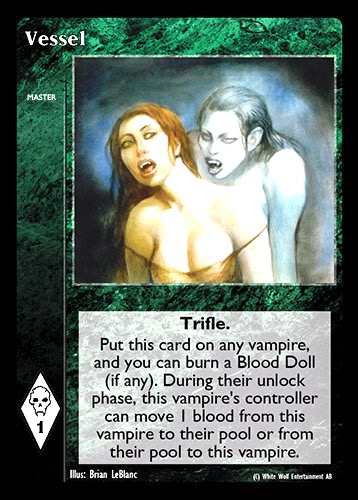 Vessel
MASTER
Trifle.
Put this card on any vampire,
and you can burn a Blood Doll
(if any). During their unlock
phase, this vampire's controller
can move 1 blood from this
vampire to their pool or from
their pool to this vampire.
1
Illus: Brian LeBlanc
(C) White Wolf Entertainment AB